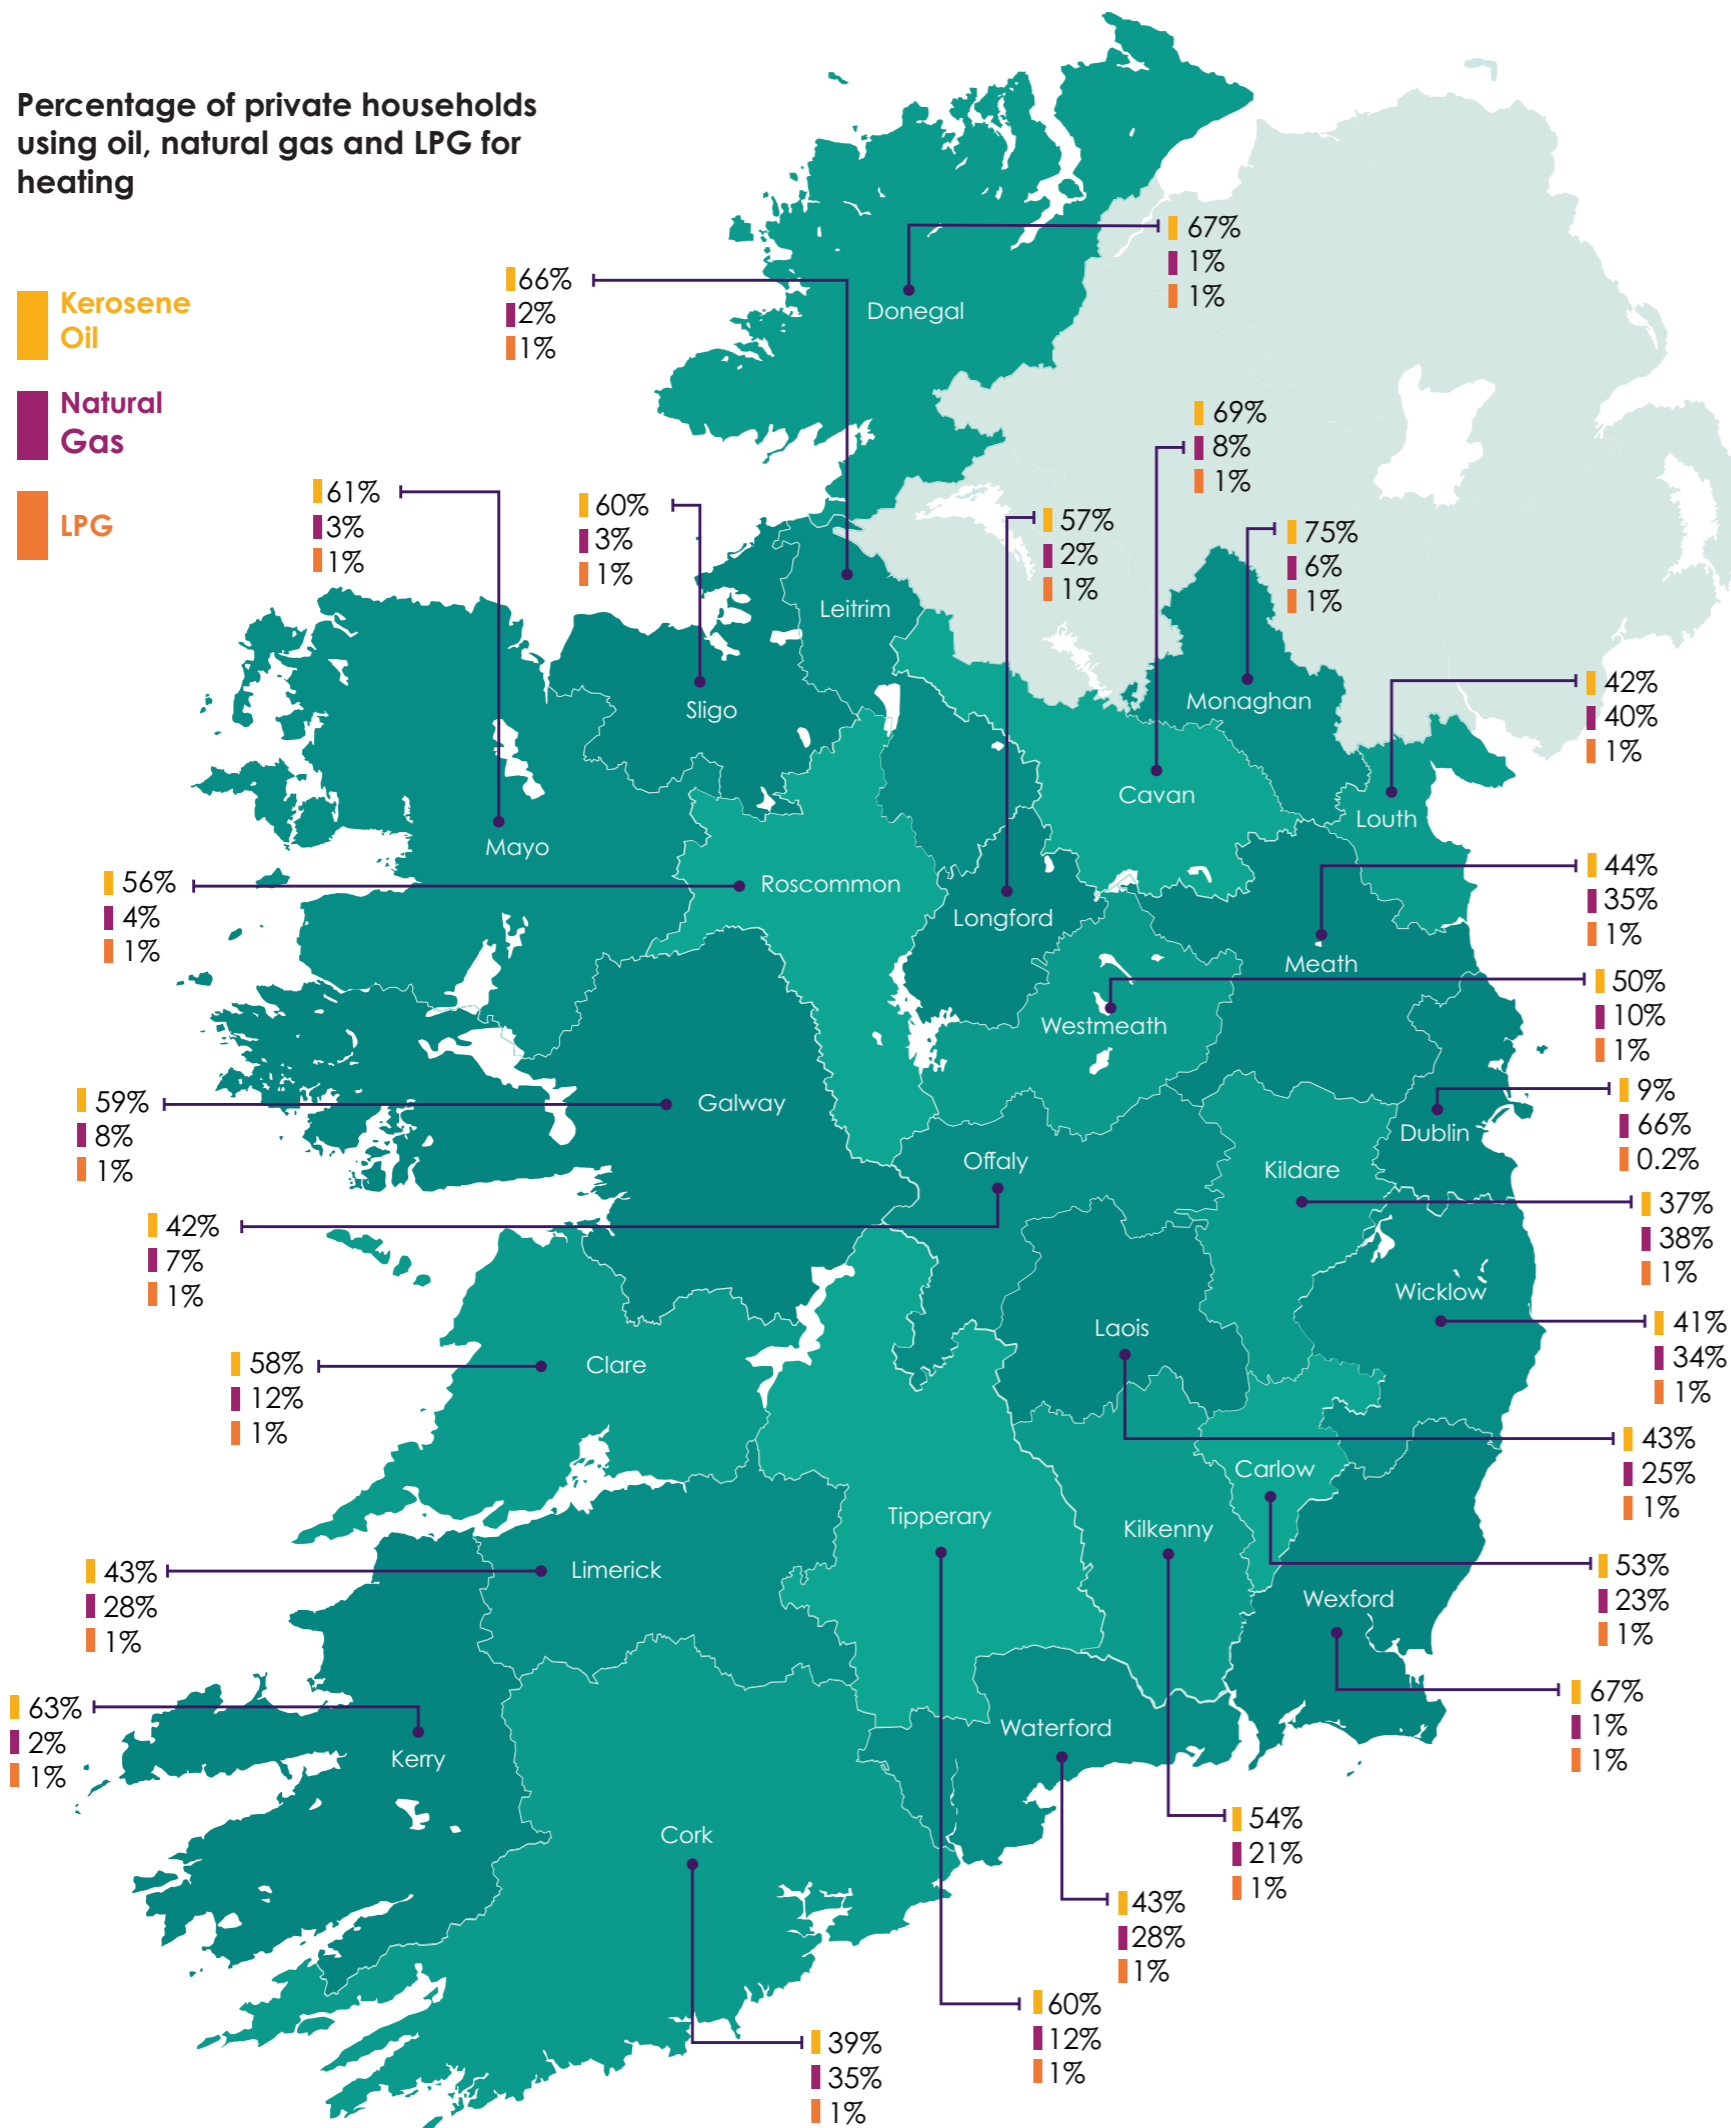 Percentage of private households
using oil, natural gas and LPG for
heating
Kerosene
Oil
Natural
Gas
LPG
67%
1%
1%
Donegal
66%
2%
1%
Leitrim
69%
8%
1%
Cavan
61%
3%
1%
Mayo
60%
3%
1%
Sligo
57%
2%
1%
Longford
75%
6%
1%
Monaghan
42%
40%
1%
Louth
56%
4%
1%
Roscommon
44%
35%
1%
Meath
50%
10%
1%
Westmeath
59%
8%
1%
Galway
9%
66%
0.2%
Dublin
42%
7%
1%
Offaly
37%
38%
1%
Kildare
41%
34%
1%
Wicklow
58%
12%
1%
Clare
43%
25%
1%
Laois
53%
23%
1%
Carlow
43%
28%
1%
Limerick
67%
1%
1%
Wexford
63%
2%
1%
Kerry
54%
21%
1%
Kilkenny
43%
28%
1%
Waterford
60%
12%
1%
Tipperary
39%
35%
1%
Cork